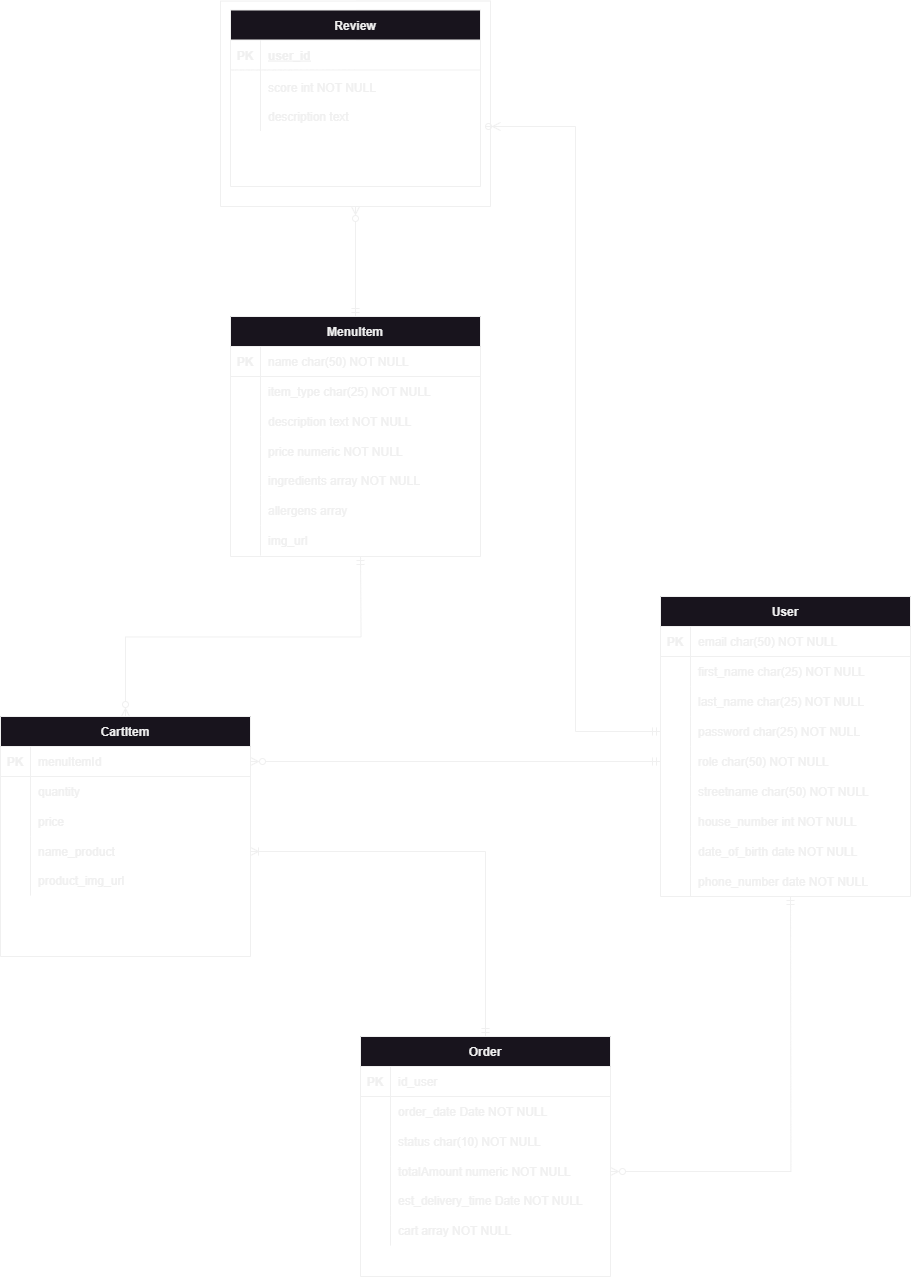 Review
PK user_id
score int NOT NULL
description text
MenuItem
PK name char(50) NOT NULL
item_type char(25) NOT NULL
description text NOT NULL
price numeric NOT NULL
ingredients array NOT NULL
allergens array
img_url
User
PK email char(50) NOT NULL
first_name char(25) NOT NULL
last_name char(25) NOT NULL
password char(25) NOT NULL
role char(50) NOT NULL
streetname char(50) NOT NULL
house_number int NOT NULL
date_of_birth date NOT NULL
phone_number date NOT NULL
CartItem
PK menuItemId
quantity
price
name_product
product_img_url
Order
PK id_user
order_date Date NOT NULL
status char(10) NOT NULL
totalAmount numeric NOT NULL
est_delivery_time Date NOT NULL
cart array NOT NULL